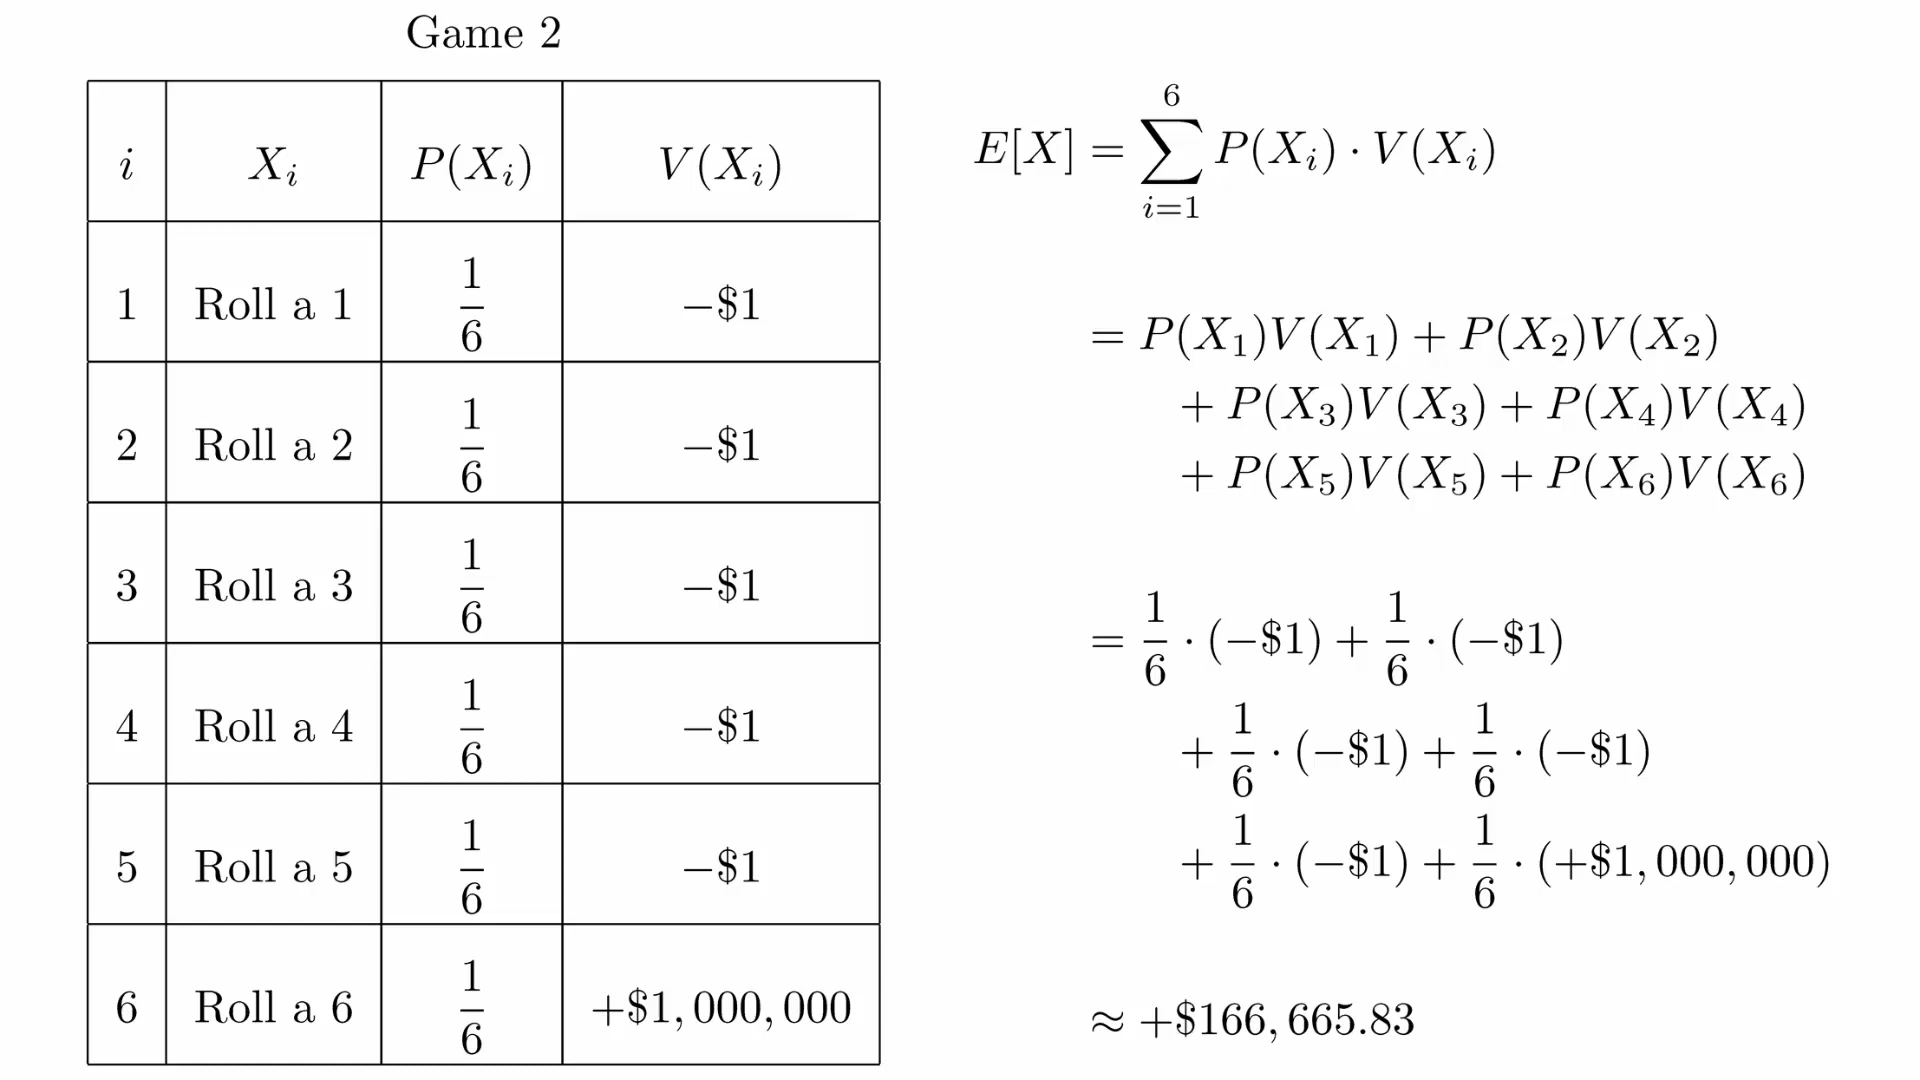 Game 2
i X_i P(X_i) V(X_i)
1 Roll a 1 1/6 −$1
2 Roll a 2 1/6 −$1
3 Roll a 3 1/6 −$1
4 Roll a 4 1/6 −$1
5 Roll a 5 1/6 −$1
6 Roll a 6 1/6 +$1,000,000
E[X] = ∑_{i=1}^{6} P(X_i) · V(X_i)
= P(X_1)V(X_1) + P(X_2)V(X_2)
+ P(X_3)V(X_3) + P(X_4)V(X_4)
+ P(X_5)V(X_5) + P(X_6)V(X_6)
= 1/6 · (−$1) + 1/6 · (−$1)
+ 1/6 · (−$1) + 1/6 · (−$1)
+ 1/6 · (−$1) + 1/6 · (+$1,000,000)
≈ +$166,665.83